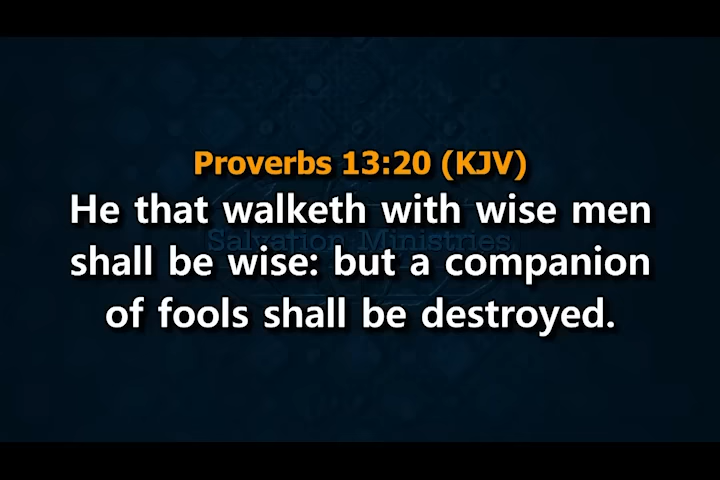 Proverbs 13:20 (KJV)
He that walketh with wise men
Salvation Ministries
shall be wise: but a companion
of fools shall be destroyed.